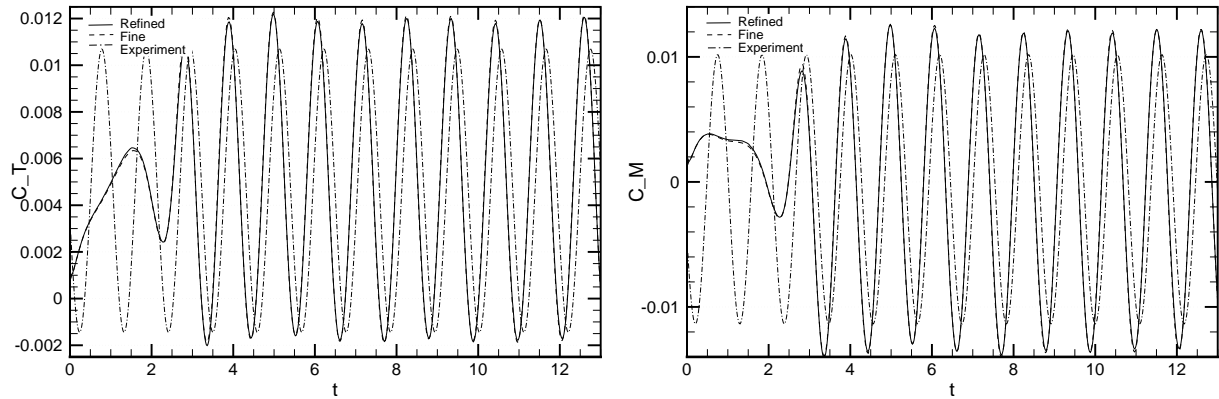 Refined
Fine
Experiment
0.012
0.01
0.008
0.006
0.004
0.002
0
-0.002
C_T
0 2 4 6 8 10 12
t
Refined
Fine
Experiment
0.01
0
-0.01
C_M
0 2 4 6 8 10 12
t